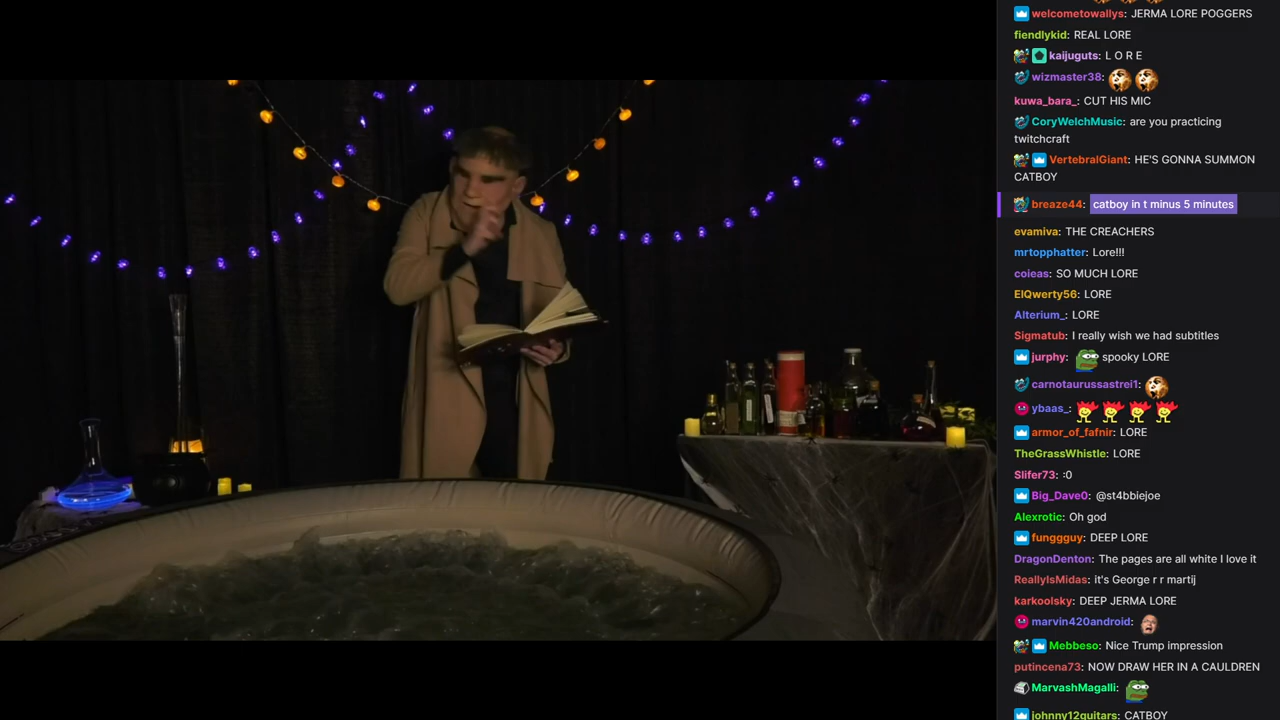 welcometowallys: JERMA LORE POGGERS
fiendlykid: REAL LORE
kaijuguts: L O R E
wizmaster38:
kuwa_bara_: CUT HIS MIC
CoryWelchMusic: are you practicing
twitchcraft
VertebralGiant: HE'S GONNA SUMMON
CATBOY
breaze44: catboy in t minus 5 minutes
evamiva: THE CREACHERS
mrtopphatter: Lore!!!
coieas: SO MUCH LORE
ElQwerty56: LORE
Alterium_: LORE
Sigmatub: I really wish we had subtitles
jurphy: spooky LORE
carnotaurussastrei1:
ybaas_:
armor_of_fafnir: LORE
TheGrassWhistle: LORE
Slifer73: :0
Big_Dave0: @st4bbiejoe
Alexrotic: Oh god
funggguy: DEEP LORE
DragonDenton: The pages are all white I love it
ReallyIsMidas: it's George r r martij
karkoolsky: DEEP JERMA LORE
marvin420android:
Mebbeso: Nice Trump impression
putincena73: NOW DRAW HER IN A CAULDREN
MarvashMagalli:
johnny12guitars: CATBOY